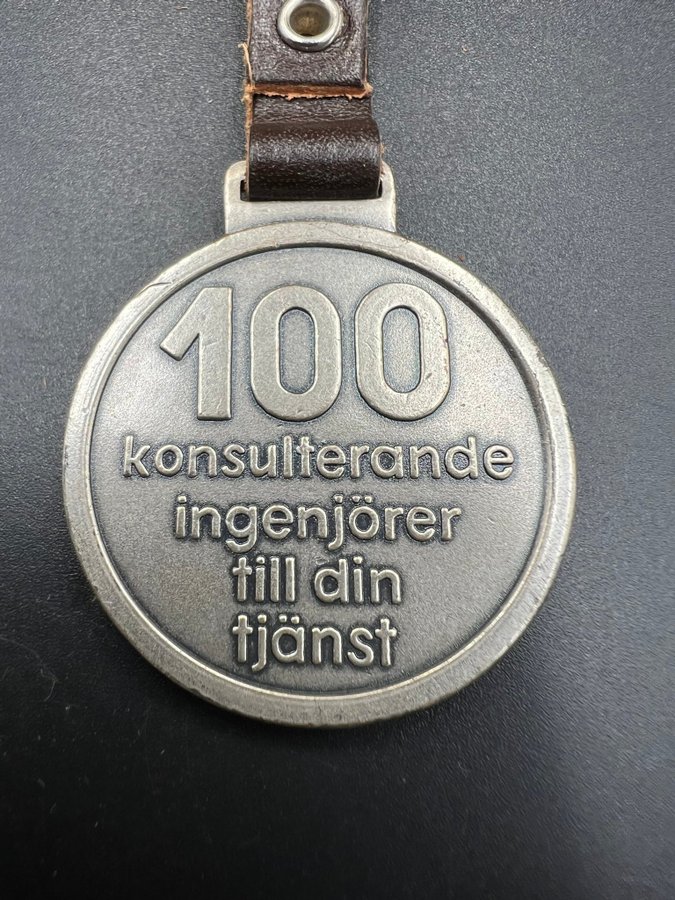 100
konsulterande
ingenjörer
till din
tjänst